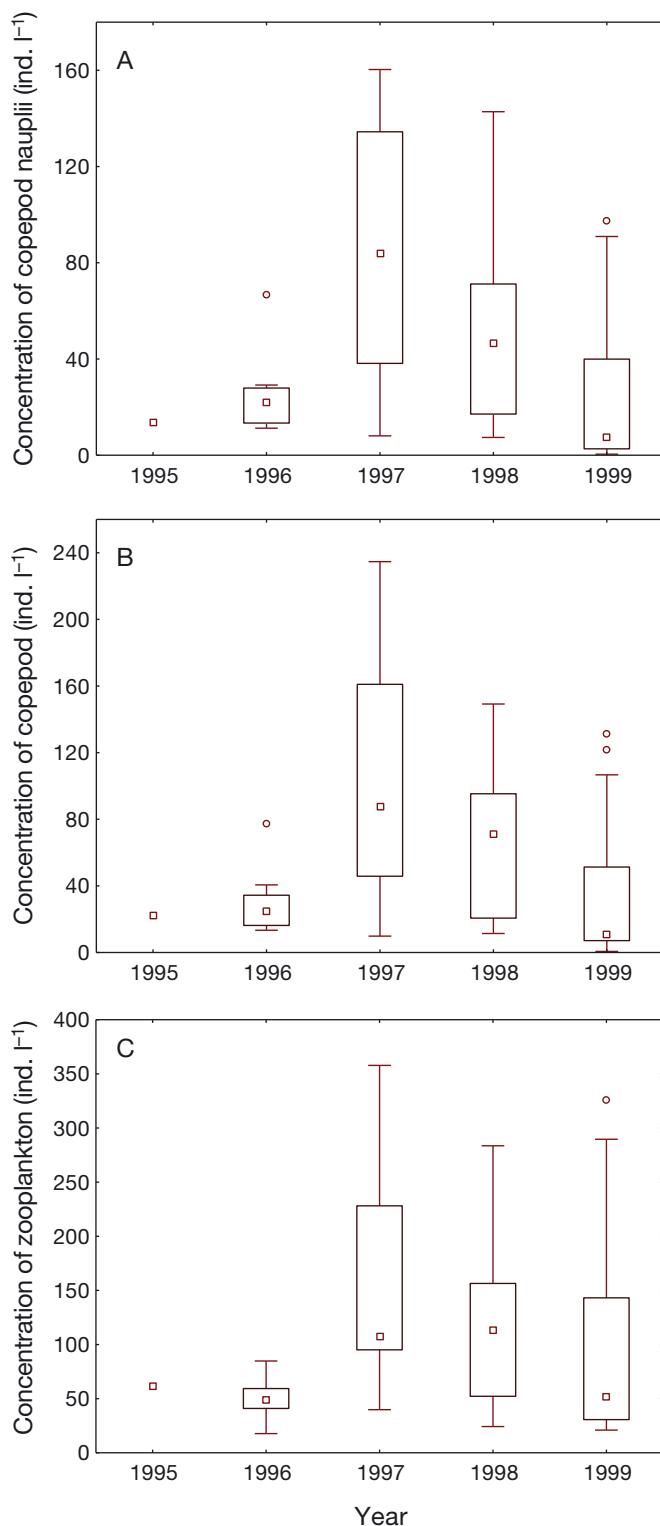 A
Concentration of copepod nauplii (ind. l⁻¹)
160
120
80
40
0
1995 1996 1997 1998 1999
B
Concentration of copepod (ind. l⁻¹)
240
200
160
120
80
40
0
1995 1996 1997 1998 1999
C
Concentration of zooplankton (ind. l⁻¹)
400
350
300
250
200
150
100
50
0
1995 1996 1997 1998 1999
Year